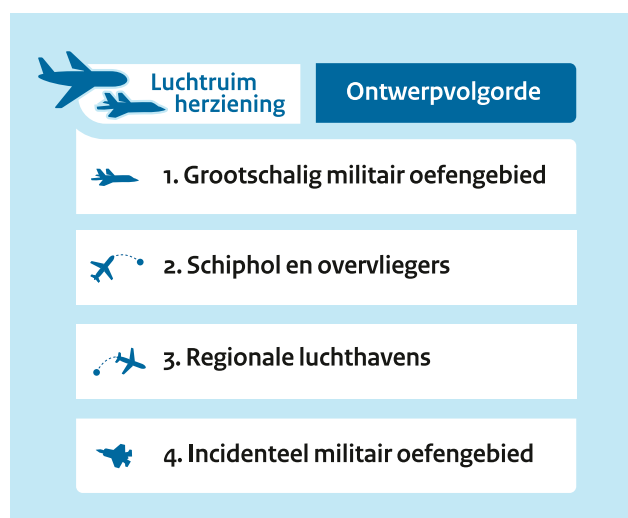 Luchtruim
herziening
Ontwerpvolgorde
1. Grootschalig militair oefengebied
2. Schiphol en overvliegers
3. Regionale luchthavens
4. Incidenteel militair oefengebied